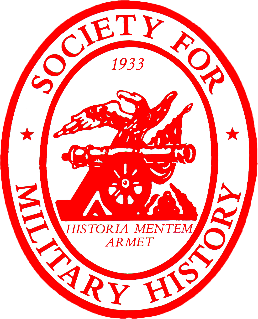 SOCIETY FOR
1933
HISTORIA MENTEM
ARMET
MILITARY HISTORY